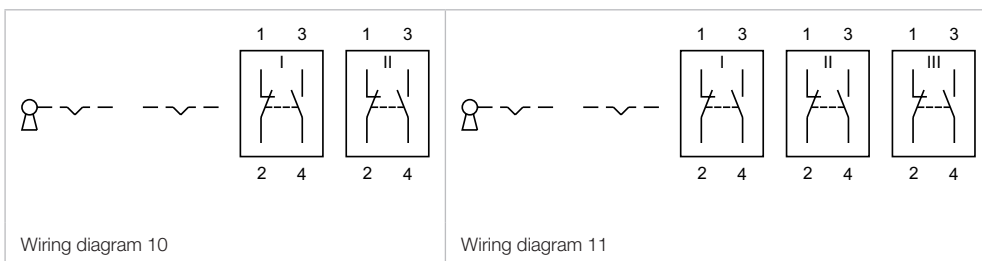 1 3 1 3
I II
2 4 2 4
Wiring diagram 10
1 3 1 3 1 3
I II III
2 4 2 4 2 4
Wiring diagram 11